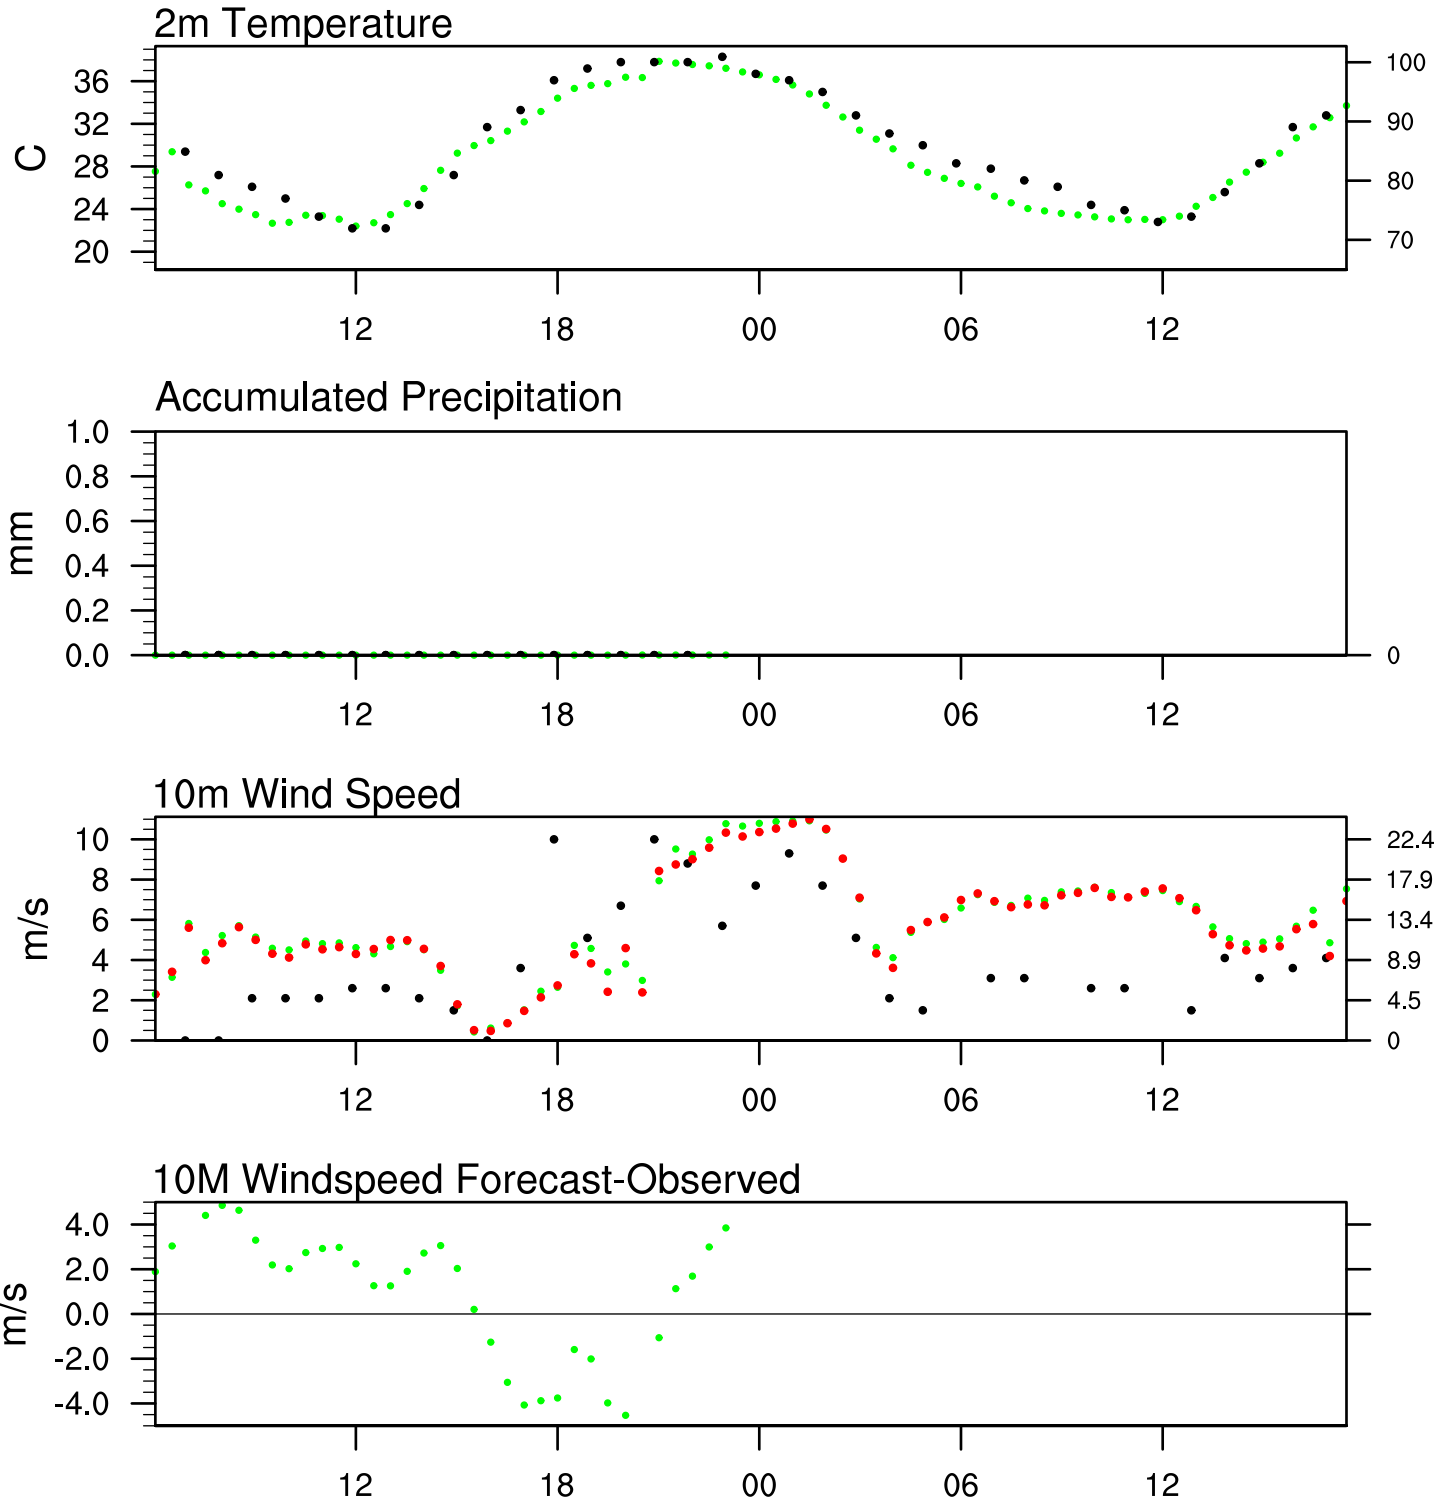 2m Temperature
36
32
28
24
20
C
100
90
80
70
12 18 00 06 12
Accumulated Precipitation
1.0
0.8
0.6
0.4
0.2
0.0
mm
0
12 18 00 06 12
10m Wind Speed
10
8
6
4
2
0
m/s
22.4
17.9
13.4
8.9
4.5
0
12 18 00 06 12
10M Windspeed Forecast-Observed
4.0
2.0
0.0
-2.0
-4.0
m/s
12 18 00 06 12